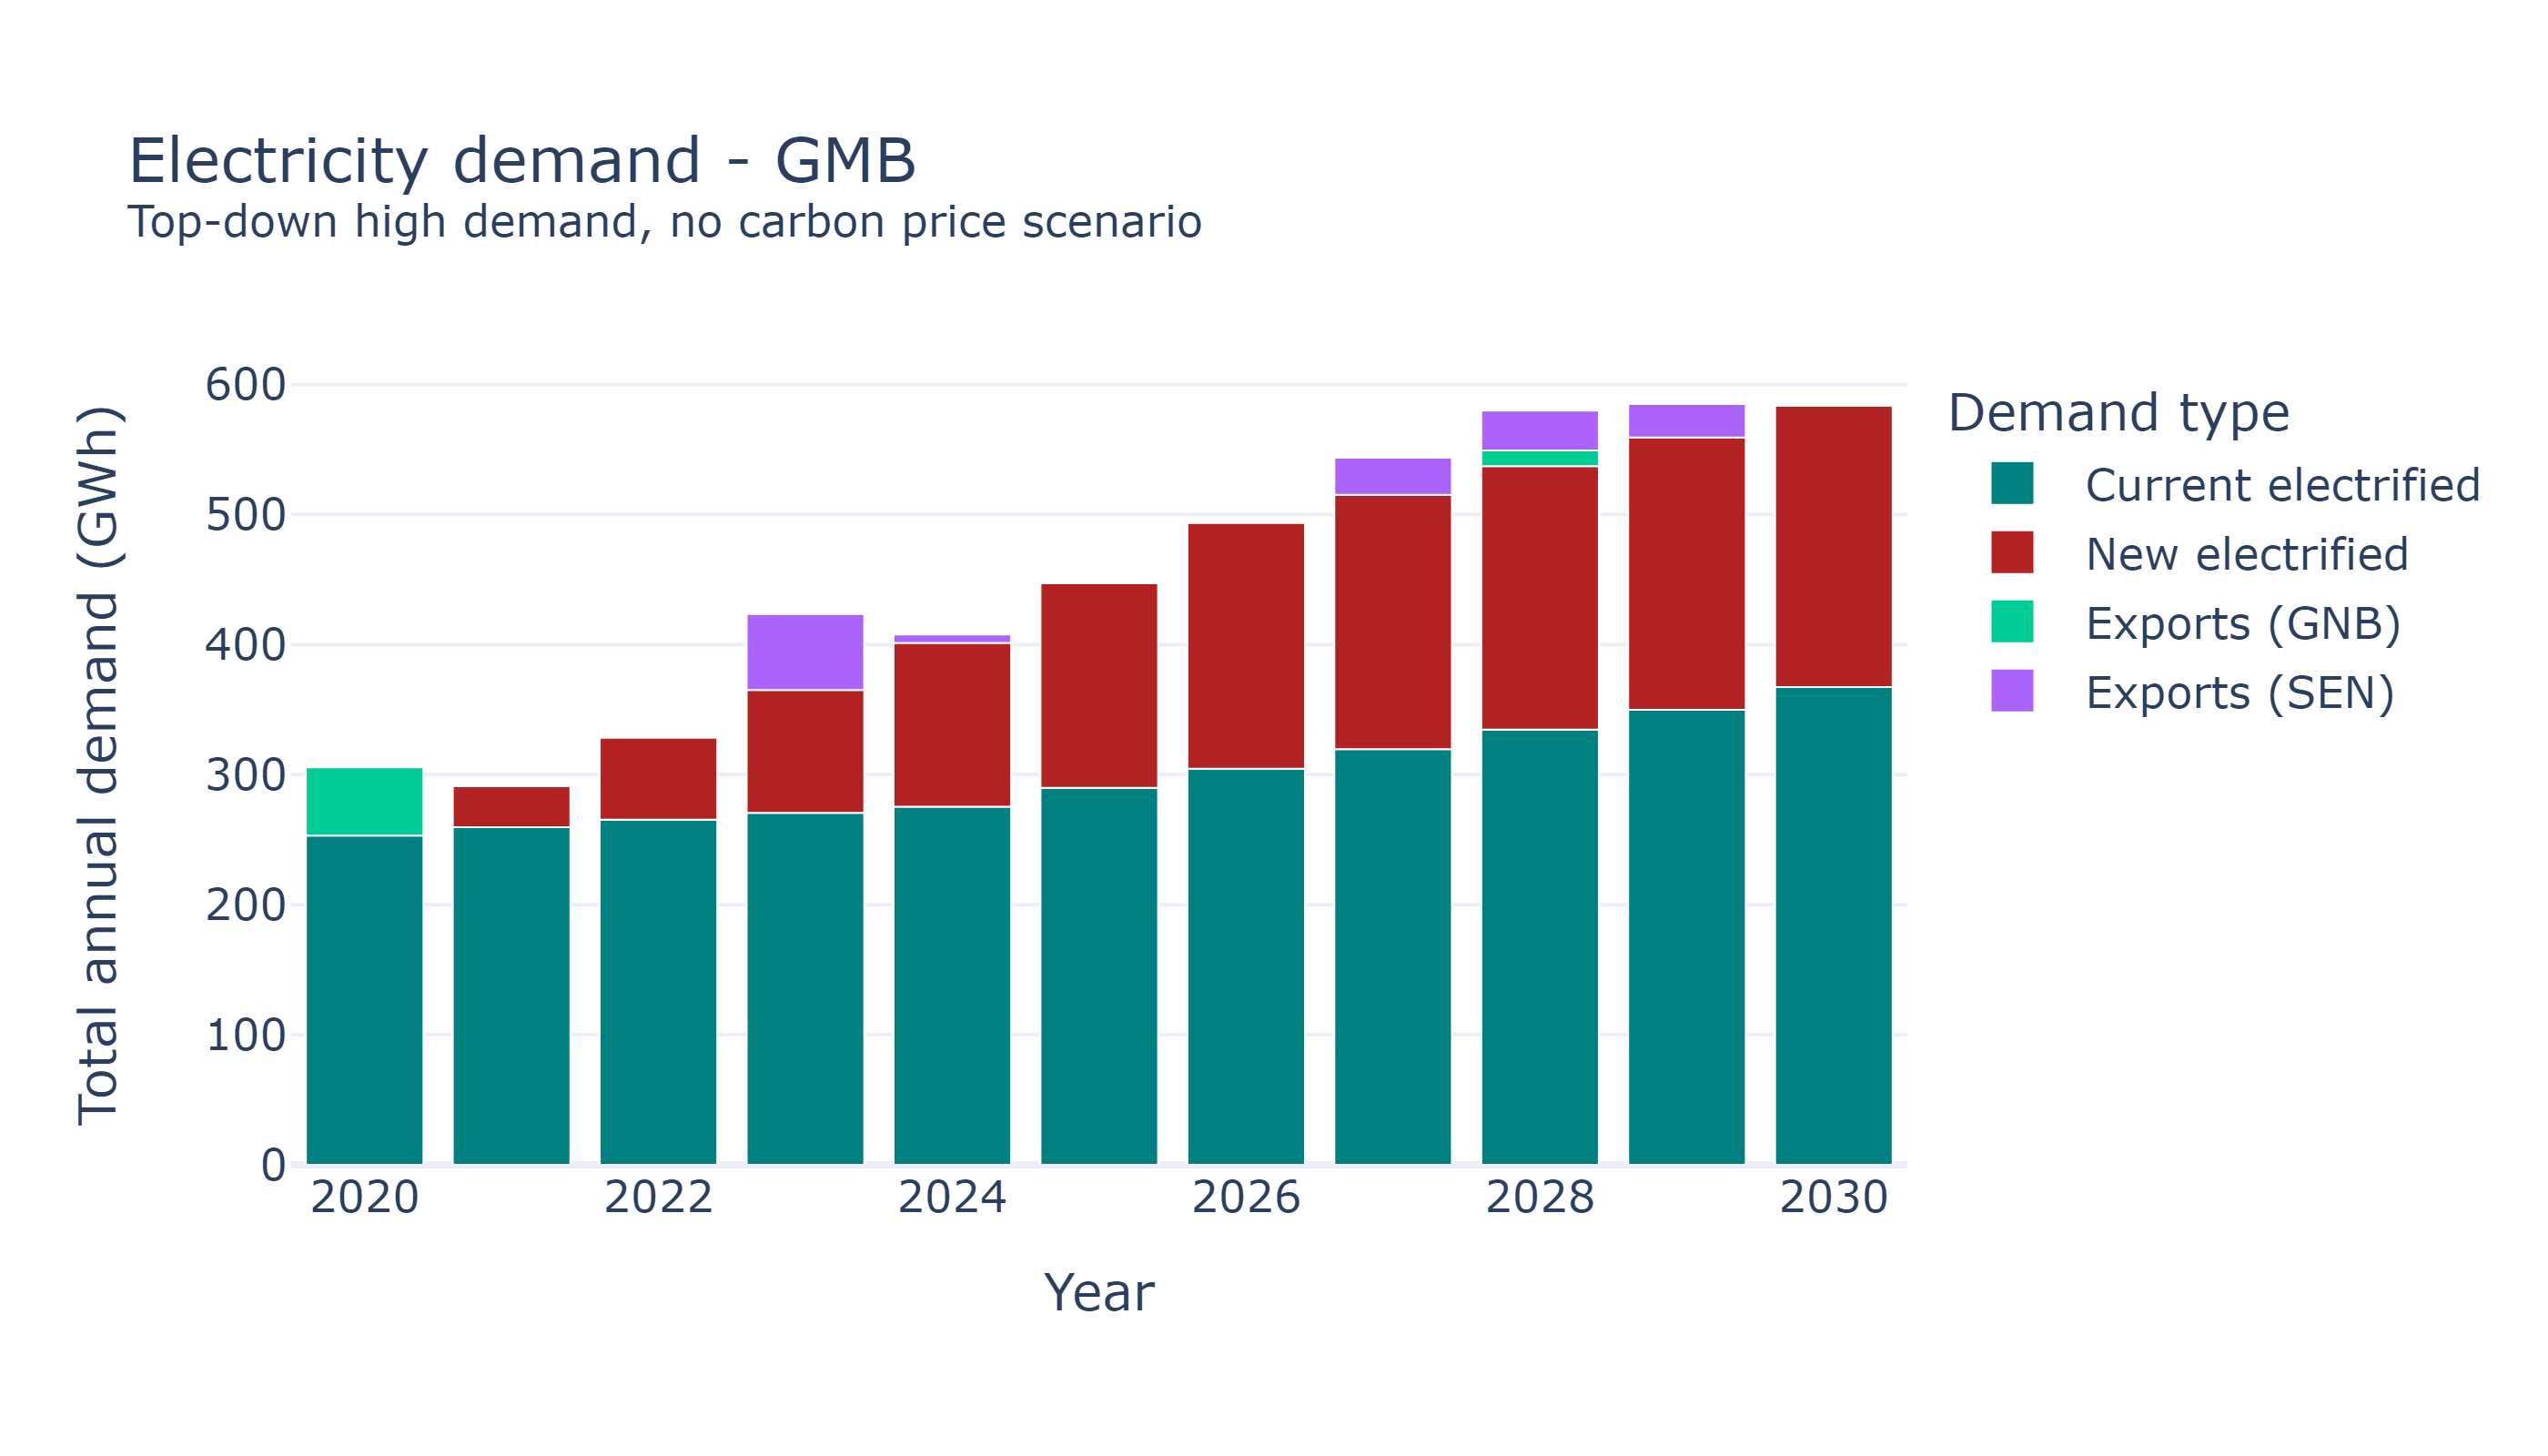 Electricity demand - GMB
Top-down high demand, no carbon price scenario
Total annual demand (GWh)
600
500
400
300
200
100
0
2020
2022
2024
2026
2028
2030
Year
Demand type
Current electrified
New electrified
Exports (GNB)
Exports (SEN)